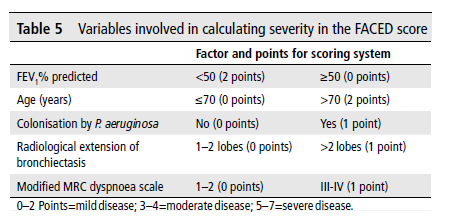 Table 5 Variables involved in calculating severity in the FACED score
Factor and points for scoring system
FEV1% predicted <50 (2 points) ≥50 (0 points)
Age (years) ≤70 (0 points) >70 (2 points)
Colonisation by P. aeruginosa No (0 points) Yes (1 point)
Radiological extension of 1–2 lobes (0 points) >2 lobes (1 point)
bronchiectasis
Modified MRC dyspnoea scale 1–2 (0 points) III-IV (1 point)
0–2 Points=mild disease; 3–4=moderate disease; 5–7=severe disease.